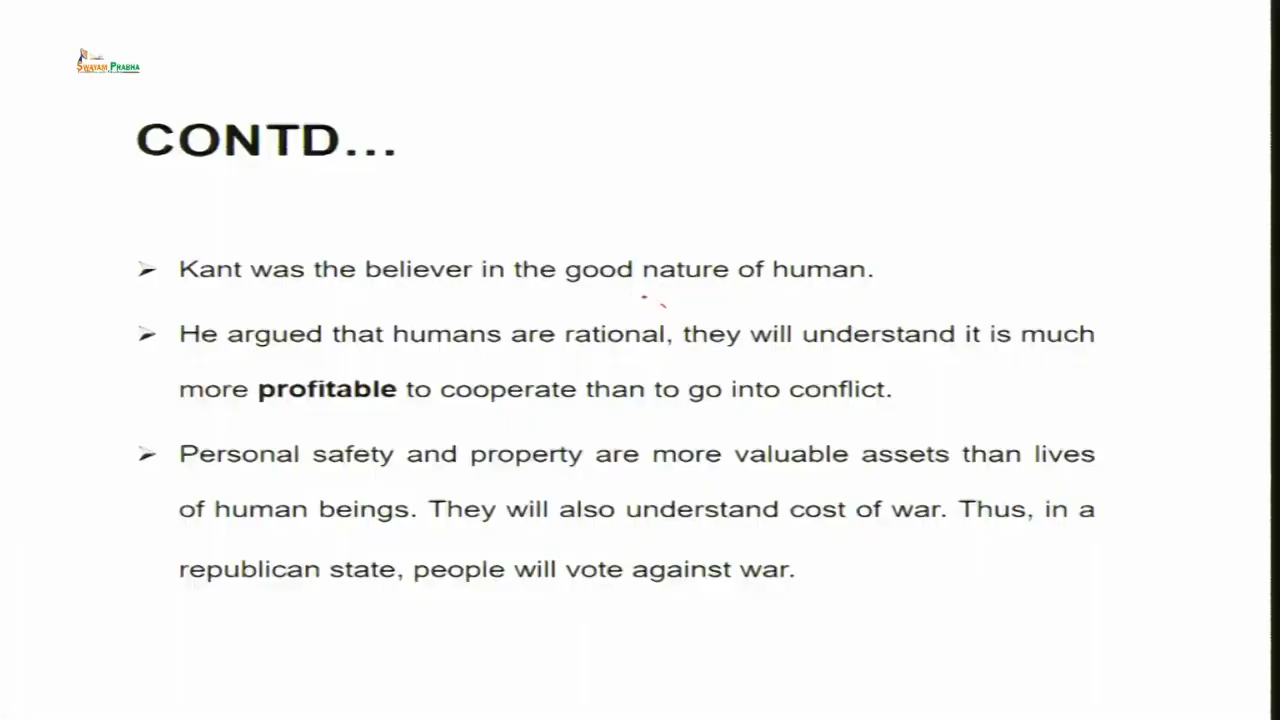 SWAYAM PRABHA
CONTD...
➢ Kant was the believer in the good nature of human.
➢ He argued that humans are rational, they will understand it is much
more profitable to cooperate than to go into conflict.
➢ Personal safety and property are more valuable assets than lives
of human beings. They will also understand cost of war. Thus, in a
republican state, people will vote against war.